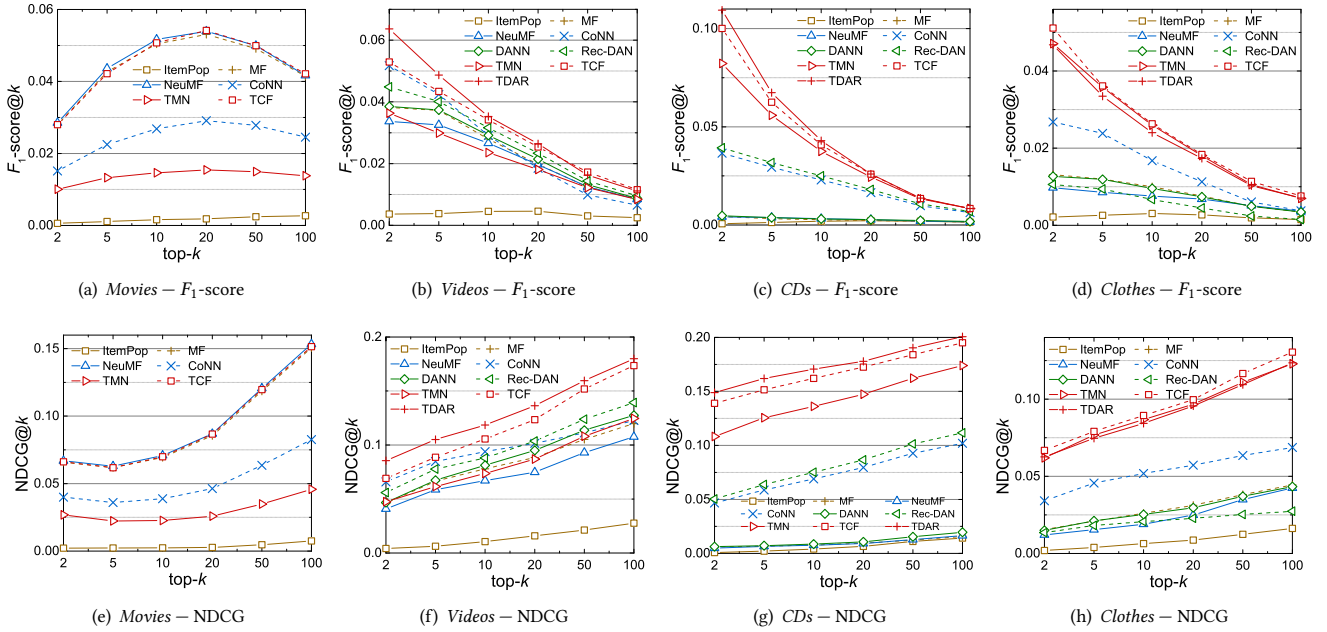 F1-score@k
0.06
0.04
0.02
0.00
ItemPop MF
NeuMF CoNN
TMN TCF
2 5 10 20 50 100
top-k
(a) Movies – F1-score
F1-score@k
0.06
0.04
0.02
0.00
ItemPop MF
NeuMF CoNN
DANN Rec-DAN
TMN TCF
TDAR
2 5 10 20 50 100
top-k
(b) Videos – F1-score
F1-score@k
0.10
0.05
0.00
ItemPop MF
NeuMF CoNN
DANN Rec-DAN
TMN TCF
TDAR
2 5 10 20 50 100
top-k
(c) CDs – F1-score
F1-score@k
0.04
0.02
0.00
ItemPop MF
NeuMF CoNN
DANN Rec-DAN
TMN TCF
TDAR
2 5 10 20 50 100
top-k
(d) Clothes – F1-score
NDCG@k
0.15
0.10
0.05
0.00
ItemPop MF
NeuMF CoNN
TMN TCF
2 5 10 20 50 100
top-k
(e) Movies – NDCG
NDCG@k
0.2
0.1
0.0
ItemPop MF
NeuMF CoNN
DANN Rec-DAN
TMN TCF
TDAR
2 5 10 20 50 100
top-k
(f) Videos – NDCG
NDCG@k
0.20
0.15
0.10
0.05
0.00
ItemPop MF NeuMF
CoNN DANN Rec-DAN
TMN TCF TDAR
2 5 10 20 50 100
top-k
(g) CDs – NDCG
NDCG@k
0.10
0.05
0.00
ItemPop MF
NeuMF CoNN
DANN Rec-DAN
TMN TCF
TDAR
2 5 10 20 50 100
top-k
(h) Clothes – NDCG